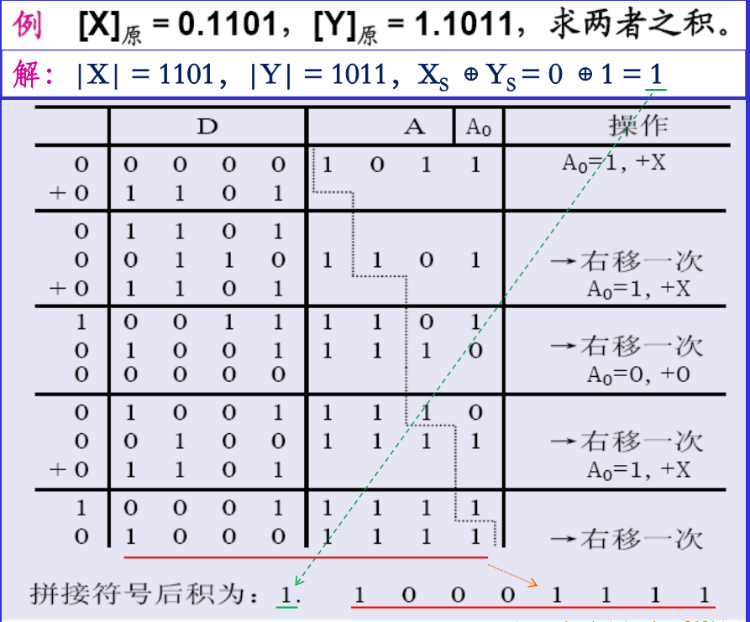 例 [X]原 = 0.1101，[Y]原 = 1.1011，求两者之积。
解：|X| = 1101，|Y| = 1011，XS ⊕ YS = 0 ⊕ 1 = 1
D A A0 操作
0 0 0 0 0 1 0 1 1 A0=1, +X
+0 1 1 0 1
0 1 1 0 1
0 0 1 1 0 1 1 0 1 →右移一次
+0 1 1 0 1 A0=1, +X
1 0 0 1 1 1 1 0 1
0 1 0 0 1 1 1 1 0 →右移一次
0 0 0 0 0 A0=0, +0
0 1 0 0 1 1 1 1 0
0 0 1 0 0 1 1 1 1 →右移一次
+0 1 1 0 1 A0=1, +X
1 0 0 0 1 1 1 1 1
0 1 0 0 0 1 1 1 1 →右移一次
拼接符号后积为：1. 1 0 0 0 1 1 1 1